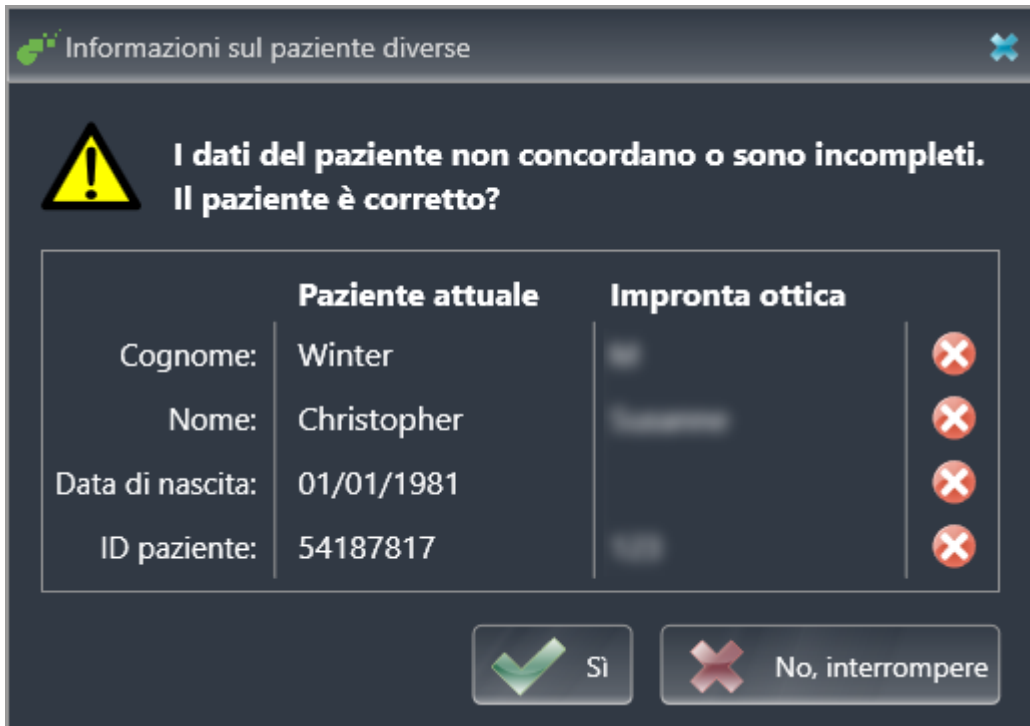 Informazioni sul paziente diverse
I dati del paziente non concordano o sono incompleti.
Il paziente è corretto?
Paziente attuale Impronta ottica
Cognome: Winter
Nome: Christopher
Data di nascita: 01/01/1981
ID paziente: 54187817
Sì No, interrompere